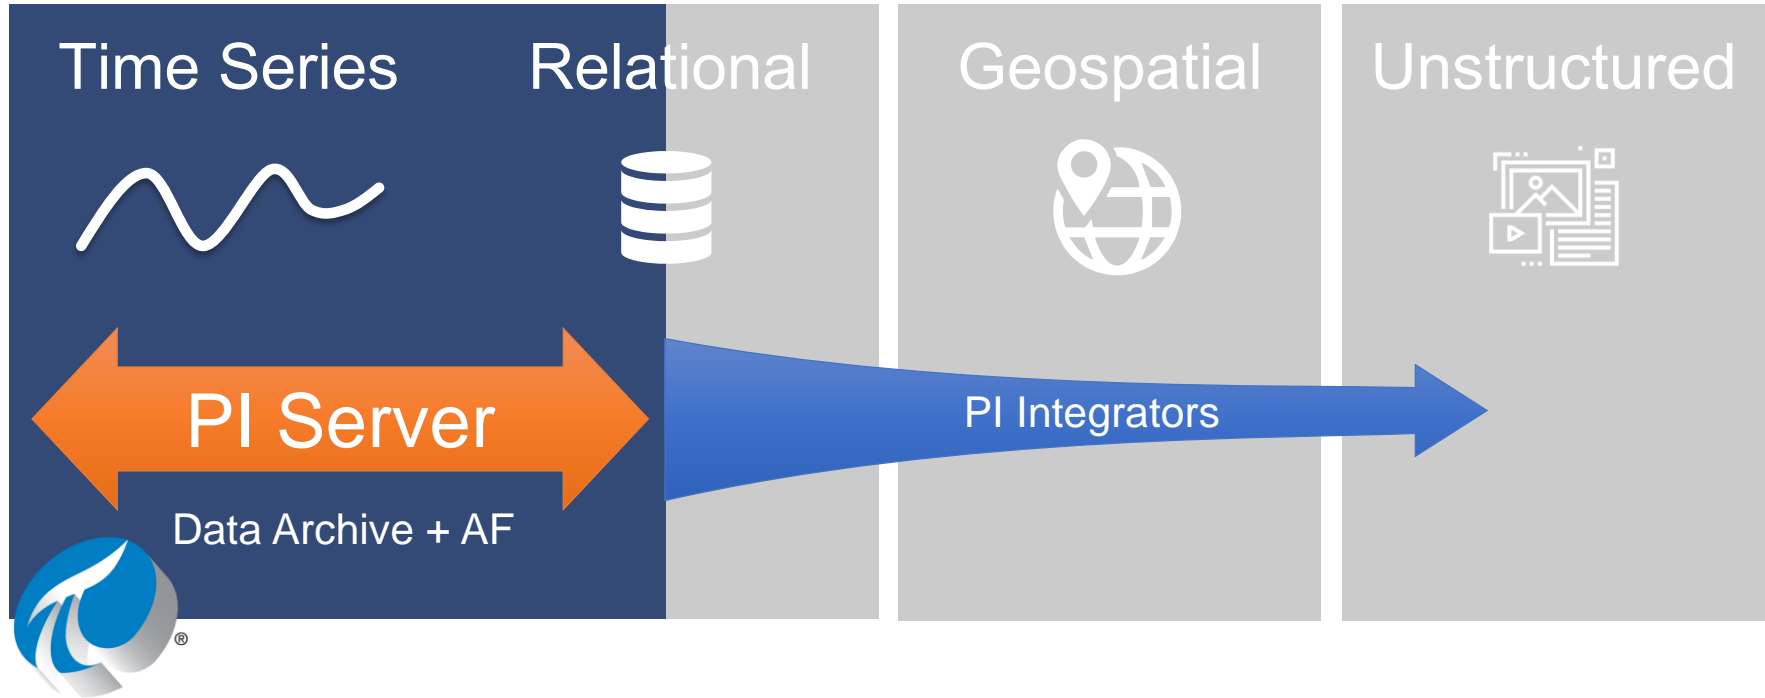 Time Series
Relational
Geospatial
Unstructured
PI Server
PI Integrators
Data Archive + AF
®